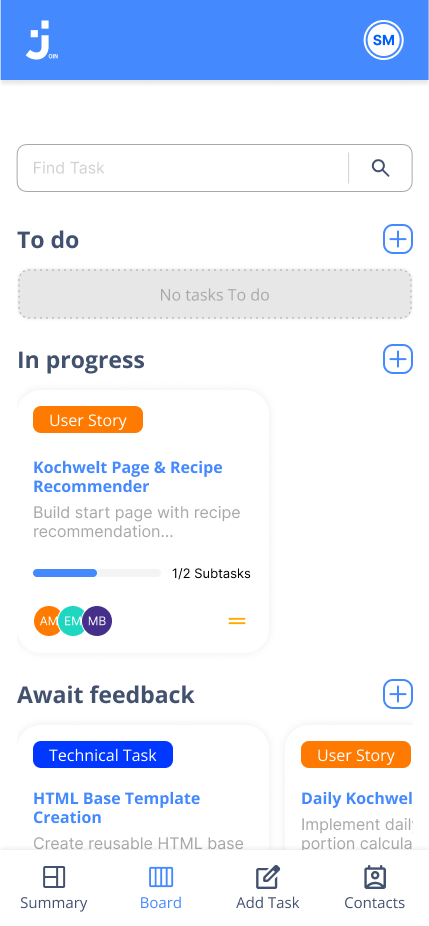 Join
SM
Find Task
To do
No tasks To do
In progress
User Story
Kochwelt Page & Recipe
Recommender
Build start page with recipe
recommendation...
1/2 Subtasks
AM EM MB
Await feedback
Technical Task
User Story
HTML Base Template
Creation
Daily Kochwel
Create reusable HTML base
Implement dail
portion calcula
Summary
Board
Add Task
Contacts